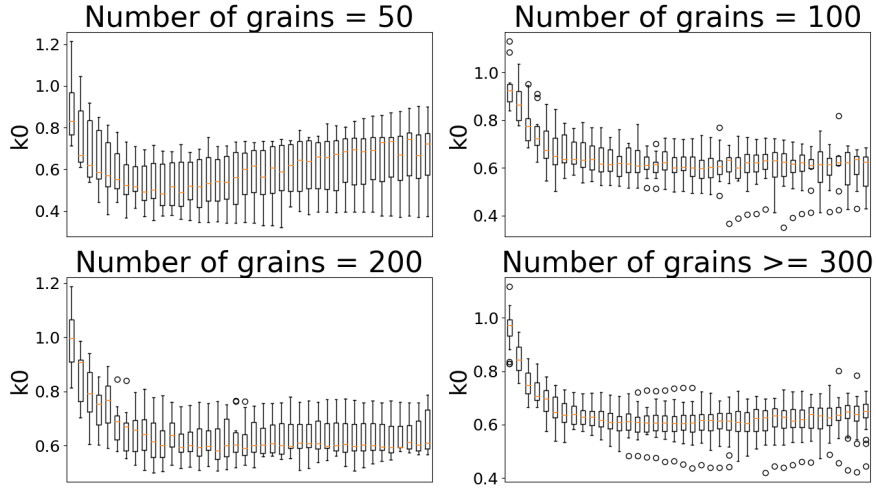 Number of grains = 50
1.2
1.0
0.8
0.6
0.4
k0
Number of grains = 100
1.0
0.8
0.6
0.4
k0
Number of grains = 200
1.2
1.0
0.8
0.6
k0
Number of grains >= 300
1.0
0.8
0.6
0.4
k0